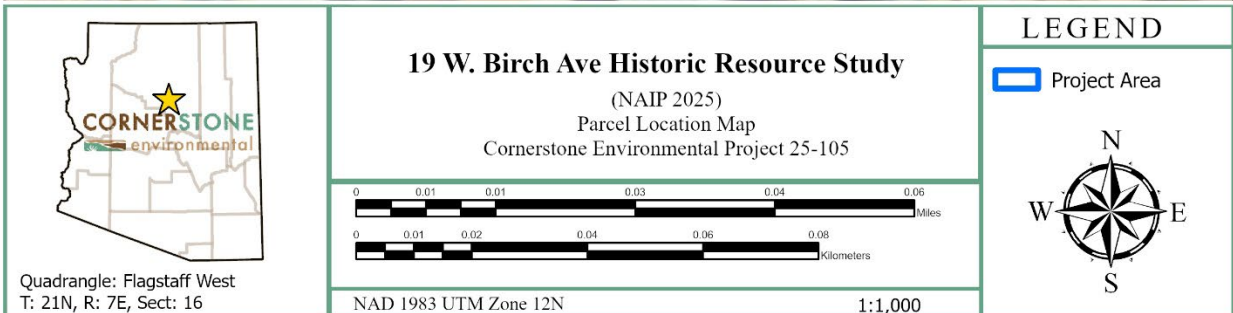 CORNERSTONE
environmental
Quadrangle: Flagstaff West
T: 21N, R: 7E, Sect: 16
19 W. Birch Ave Historic Resource Study
(NAIP 2025)
Parcel Location Map
Cornerstone Environmental Project 25-105
0 0.01 0.01 0.03 0.04 0.06
Miles
0 0.01 0.02 0.04 0.06 0.08
Kilometers
NAD 1983 UTM Zone 12N 1:1,000
LEGEND
Project Area
N
W E
S